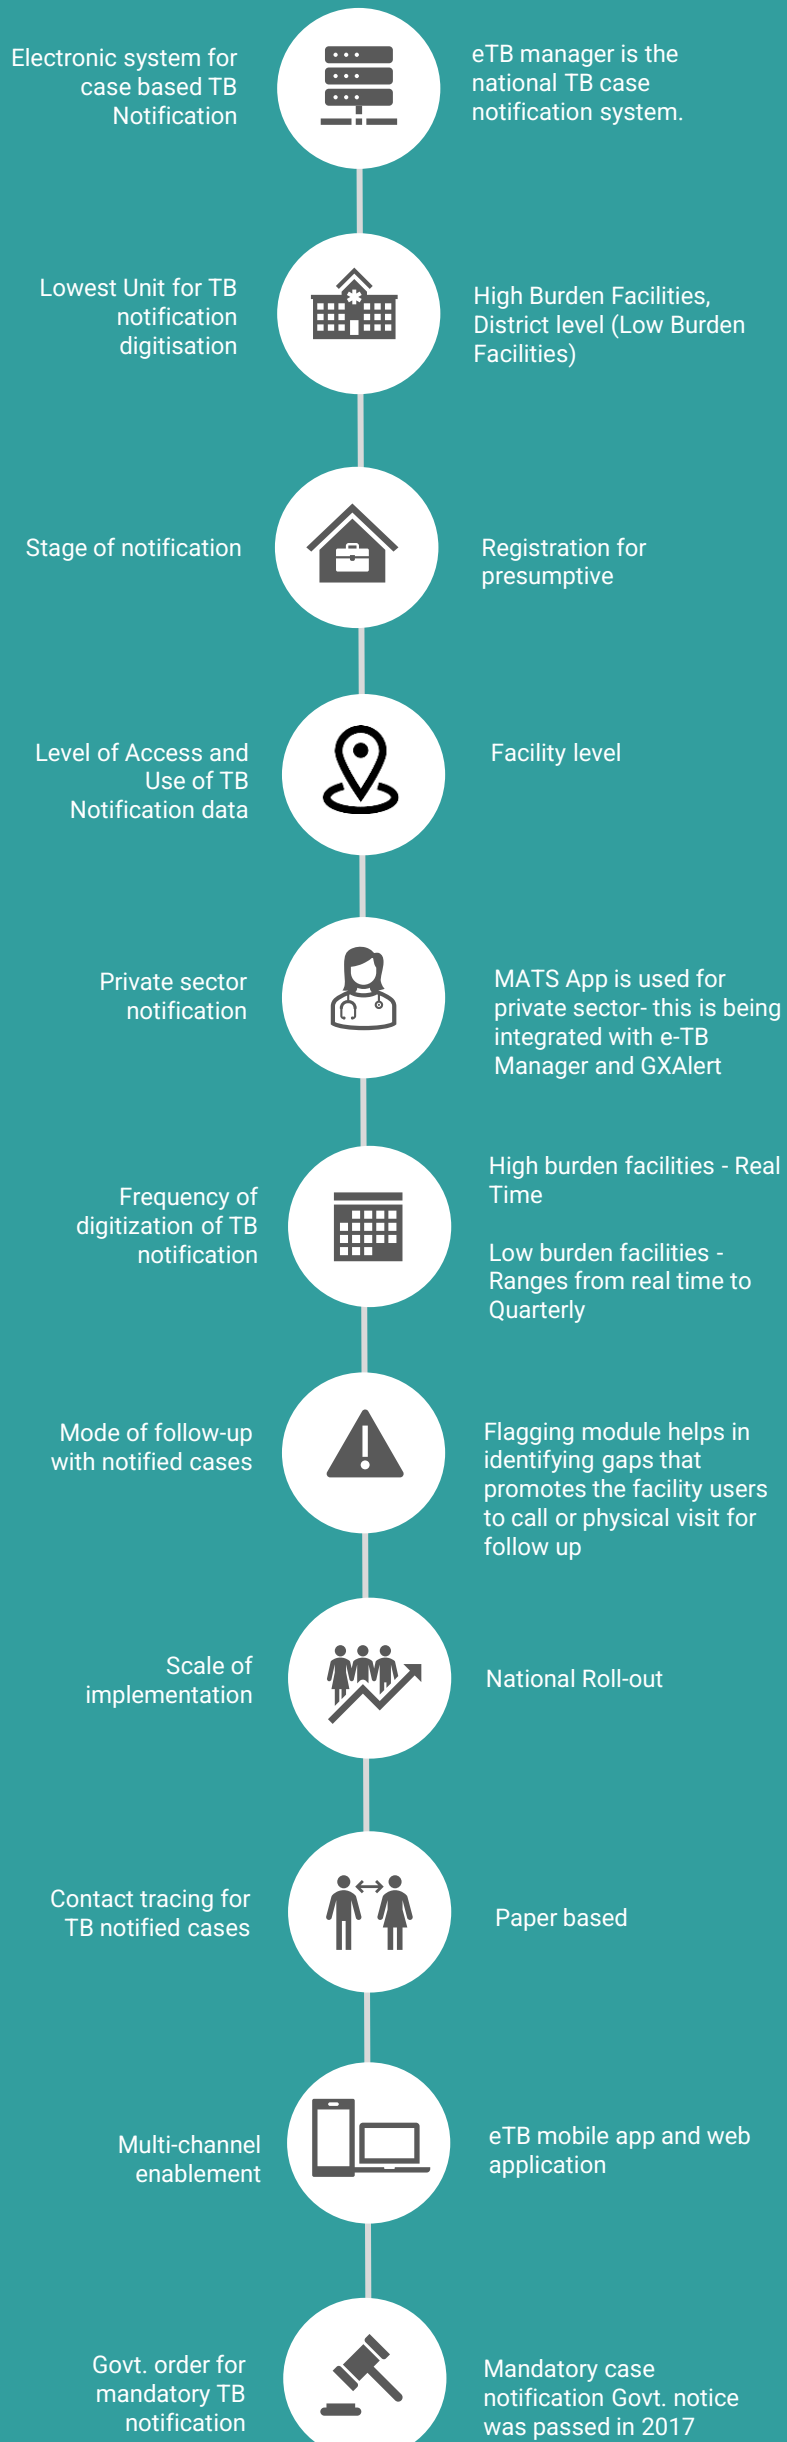 Electronic system for
case based TB
Notification
eTB manager is the
national TB case
notification system.
Lowest Unit for TB
notification
digitisation
High Burden Facilities,
District level (Low Burden
Facilities)
Stage of notification
Registration for
presumptive
Level of Access and
Use of TB
Notification data
Facility level
Private sector
notification
MATS App is used for
private sector- this is being
integrated with e-TB
Manager and GXAlert
Frequency of
digitization of TB
notification
High burden facilities - Real
Time
Low burden facilities -
Ranges from real time to
Quarterly
Mode of follow-up
with notified cases
Flagging module helps in
identifying gaps that
promotes the facility users
to call or physical visit for
follow up
Scale of
implementation
National Roll-out
Contact tracing for
TB notified cases
Paper based
Multi-channel
enablement
eTB mobile app and web
application
Govt. order for
mandatory TB
notification
Mandatory case
notification Govt. notice
was passed in 2017